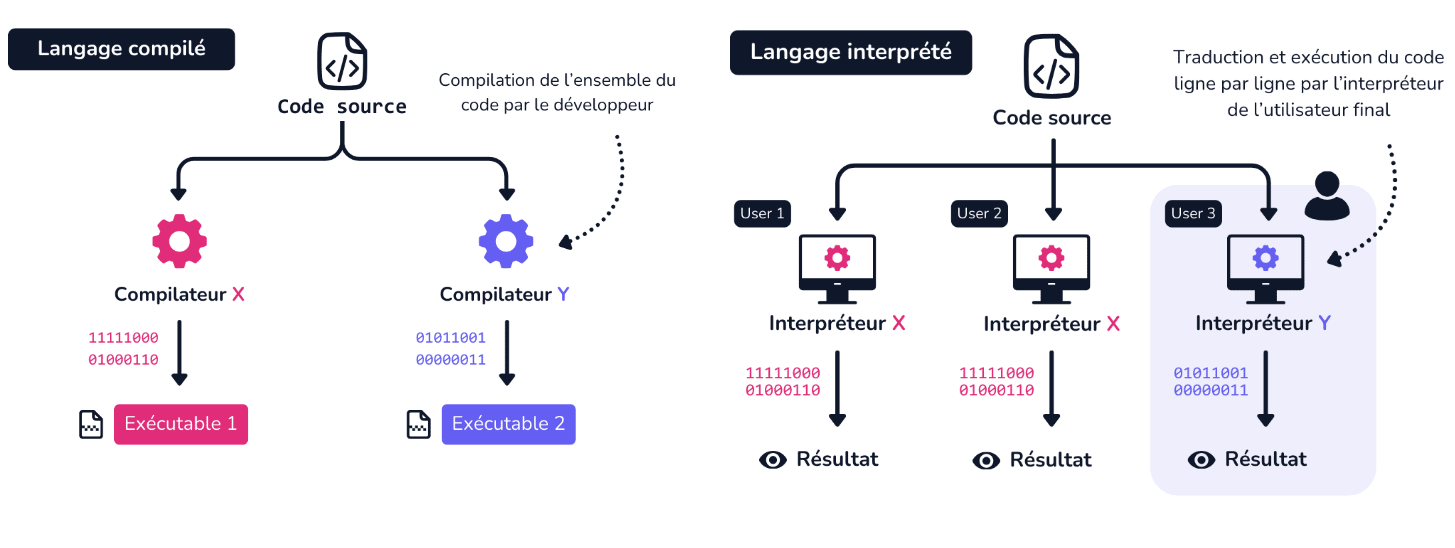 Langage compilé
Code source
Compilation de l'ensemble du
code par le développeur
Compilateur X
Compilateur Y
11111000
01000110
01011001
00000011
Exécutable 1
Exécutable 2
Langage interprété
Code source
Traduction et exécution du code
ligne par ligne par l'interpréteur
de l'utilisateur final
User 1
User 2
User 3
Interpréteur X
Interpréteur X
Interpréteur Y
11111000
01000110
11111000
01000110
01011001
00000011
Résultat
Résultat
Résultat